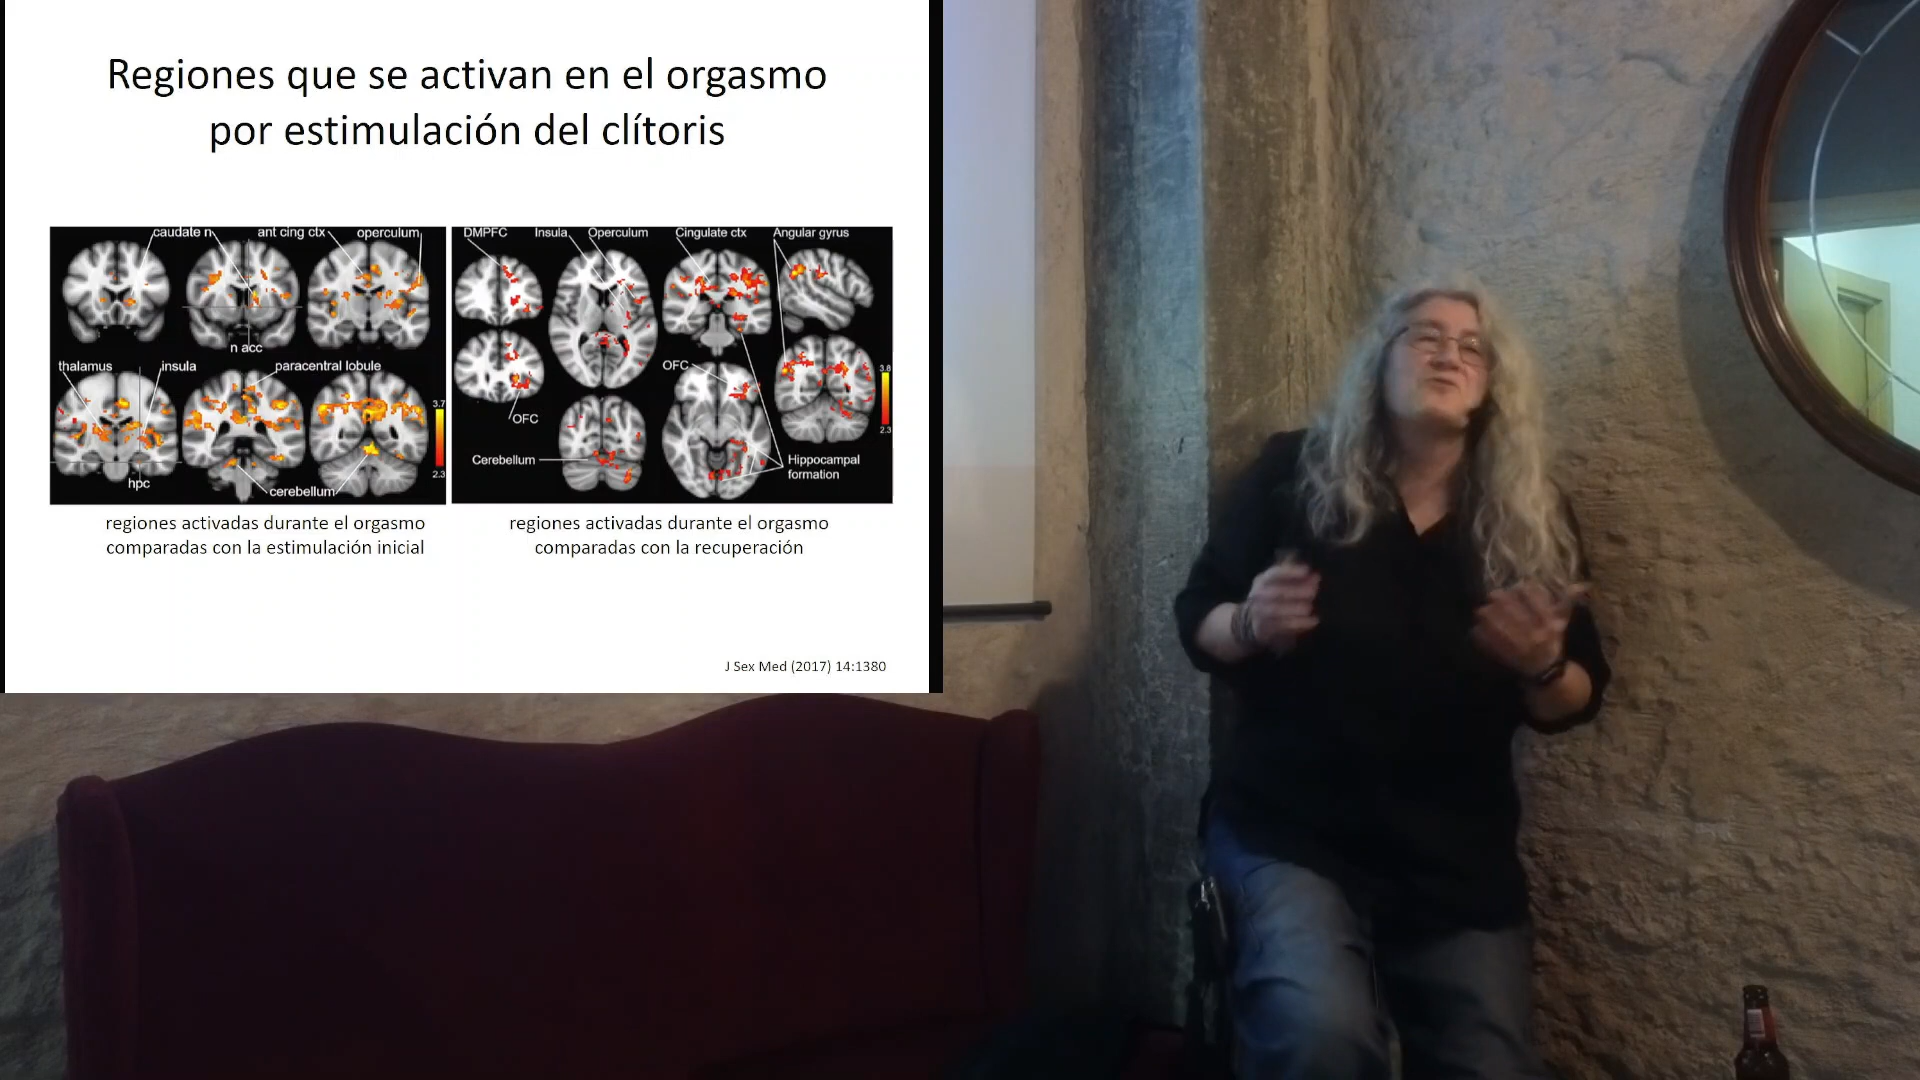 Regiones que se activan en el orgasmo
por estimulación del clítoris
caudate n
ant cing ctx
operculum
n acc
thalamus
insula
paracentral lobule
3.7
2.3
hpc
cerebellum
DMPFC
Insula
Operculum
Cingulate ctx
Angular gyrus
OFC
OFC
3.8
2.3
Cerebellum
Hippocampal
formation
regiones activadas durante el orgasmo
comparadas con la estimulación inicial
regiones activadas durante el orgasmo
comparadas con la recuperación
J Sex Med (2017) 14:1380